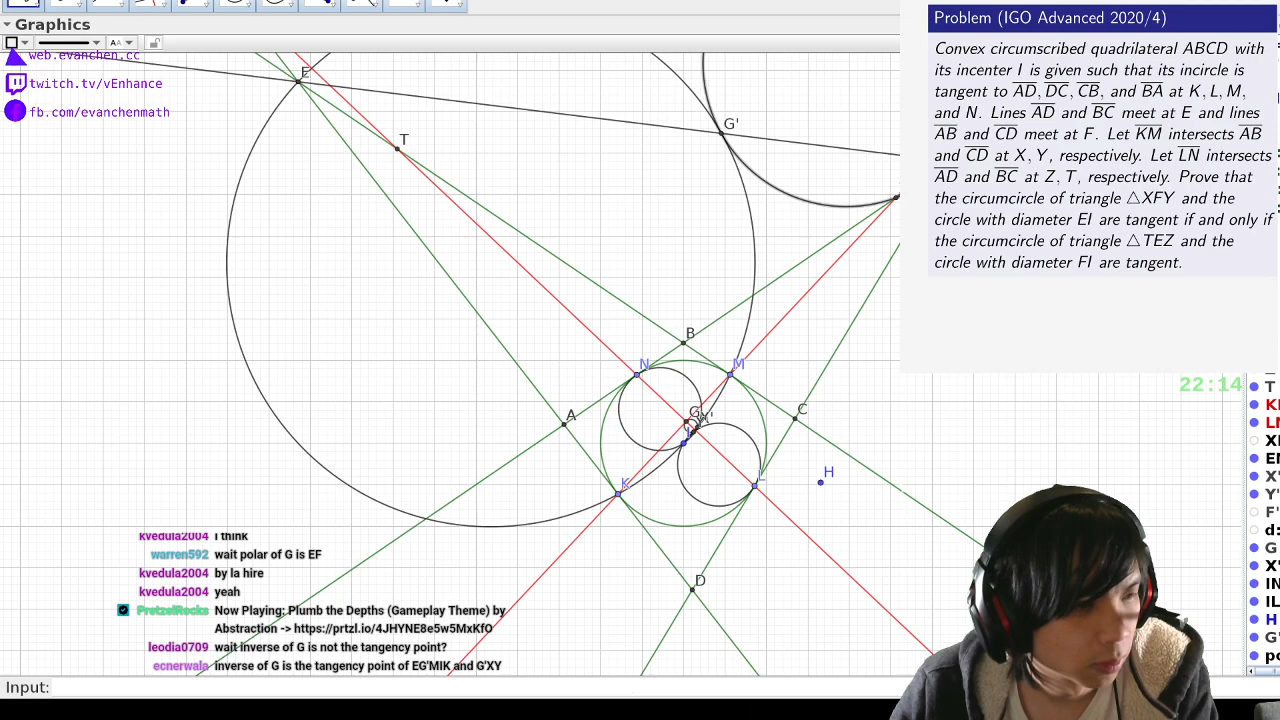 Graphics
AA
web.evanchen.cc
twitch.tv/vEnhance
fb.com/evanchenmath
Problem (IGO Advanced 2020/4)
Convex circumscribed quadrilateral ABCD with
its incenter I is given such that its incircle is
tangent to AD, DC, CB, and BA at K, L, M,
and N. Lines AD and BC meet at E and lines
AB and CD meet at F. Let KM intersects AB
and CD at X, Y, respectively. Let LN intersects
AD and BC at Z, T, respectively. Prove that
the circumcircle of triangle △XFY and the
circle with diameter EI are tangent if and only if
the circumcircle of triangle △TEZ and the
circle with diameter FI are tangent.
E
G'
T
B
N
M
A
G
X'
C
K
L
H
D
22:14
T
H
kvedula2004 i think
warren592 wait polar of G is EF
kvedula2004 by la hire
kvedula2004 yeah
PretzelRocks Now Playing: Plumb the Depths (Gameplay Theme) by
Abstraction -> https://prtzl.io/4JHYNE8e5w5MxKfO
leodia0709 wait inverse of G is not the tangency point?
ecnerwala inverse of G is the tangency point of EG'MIK and G'XY
Input: